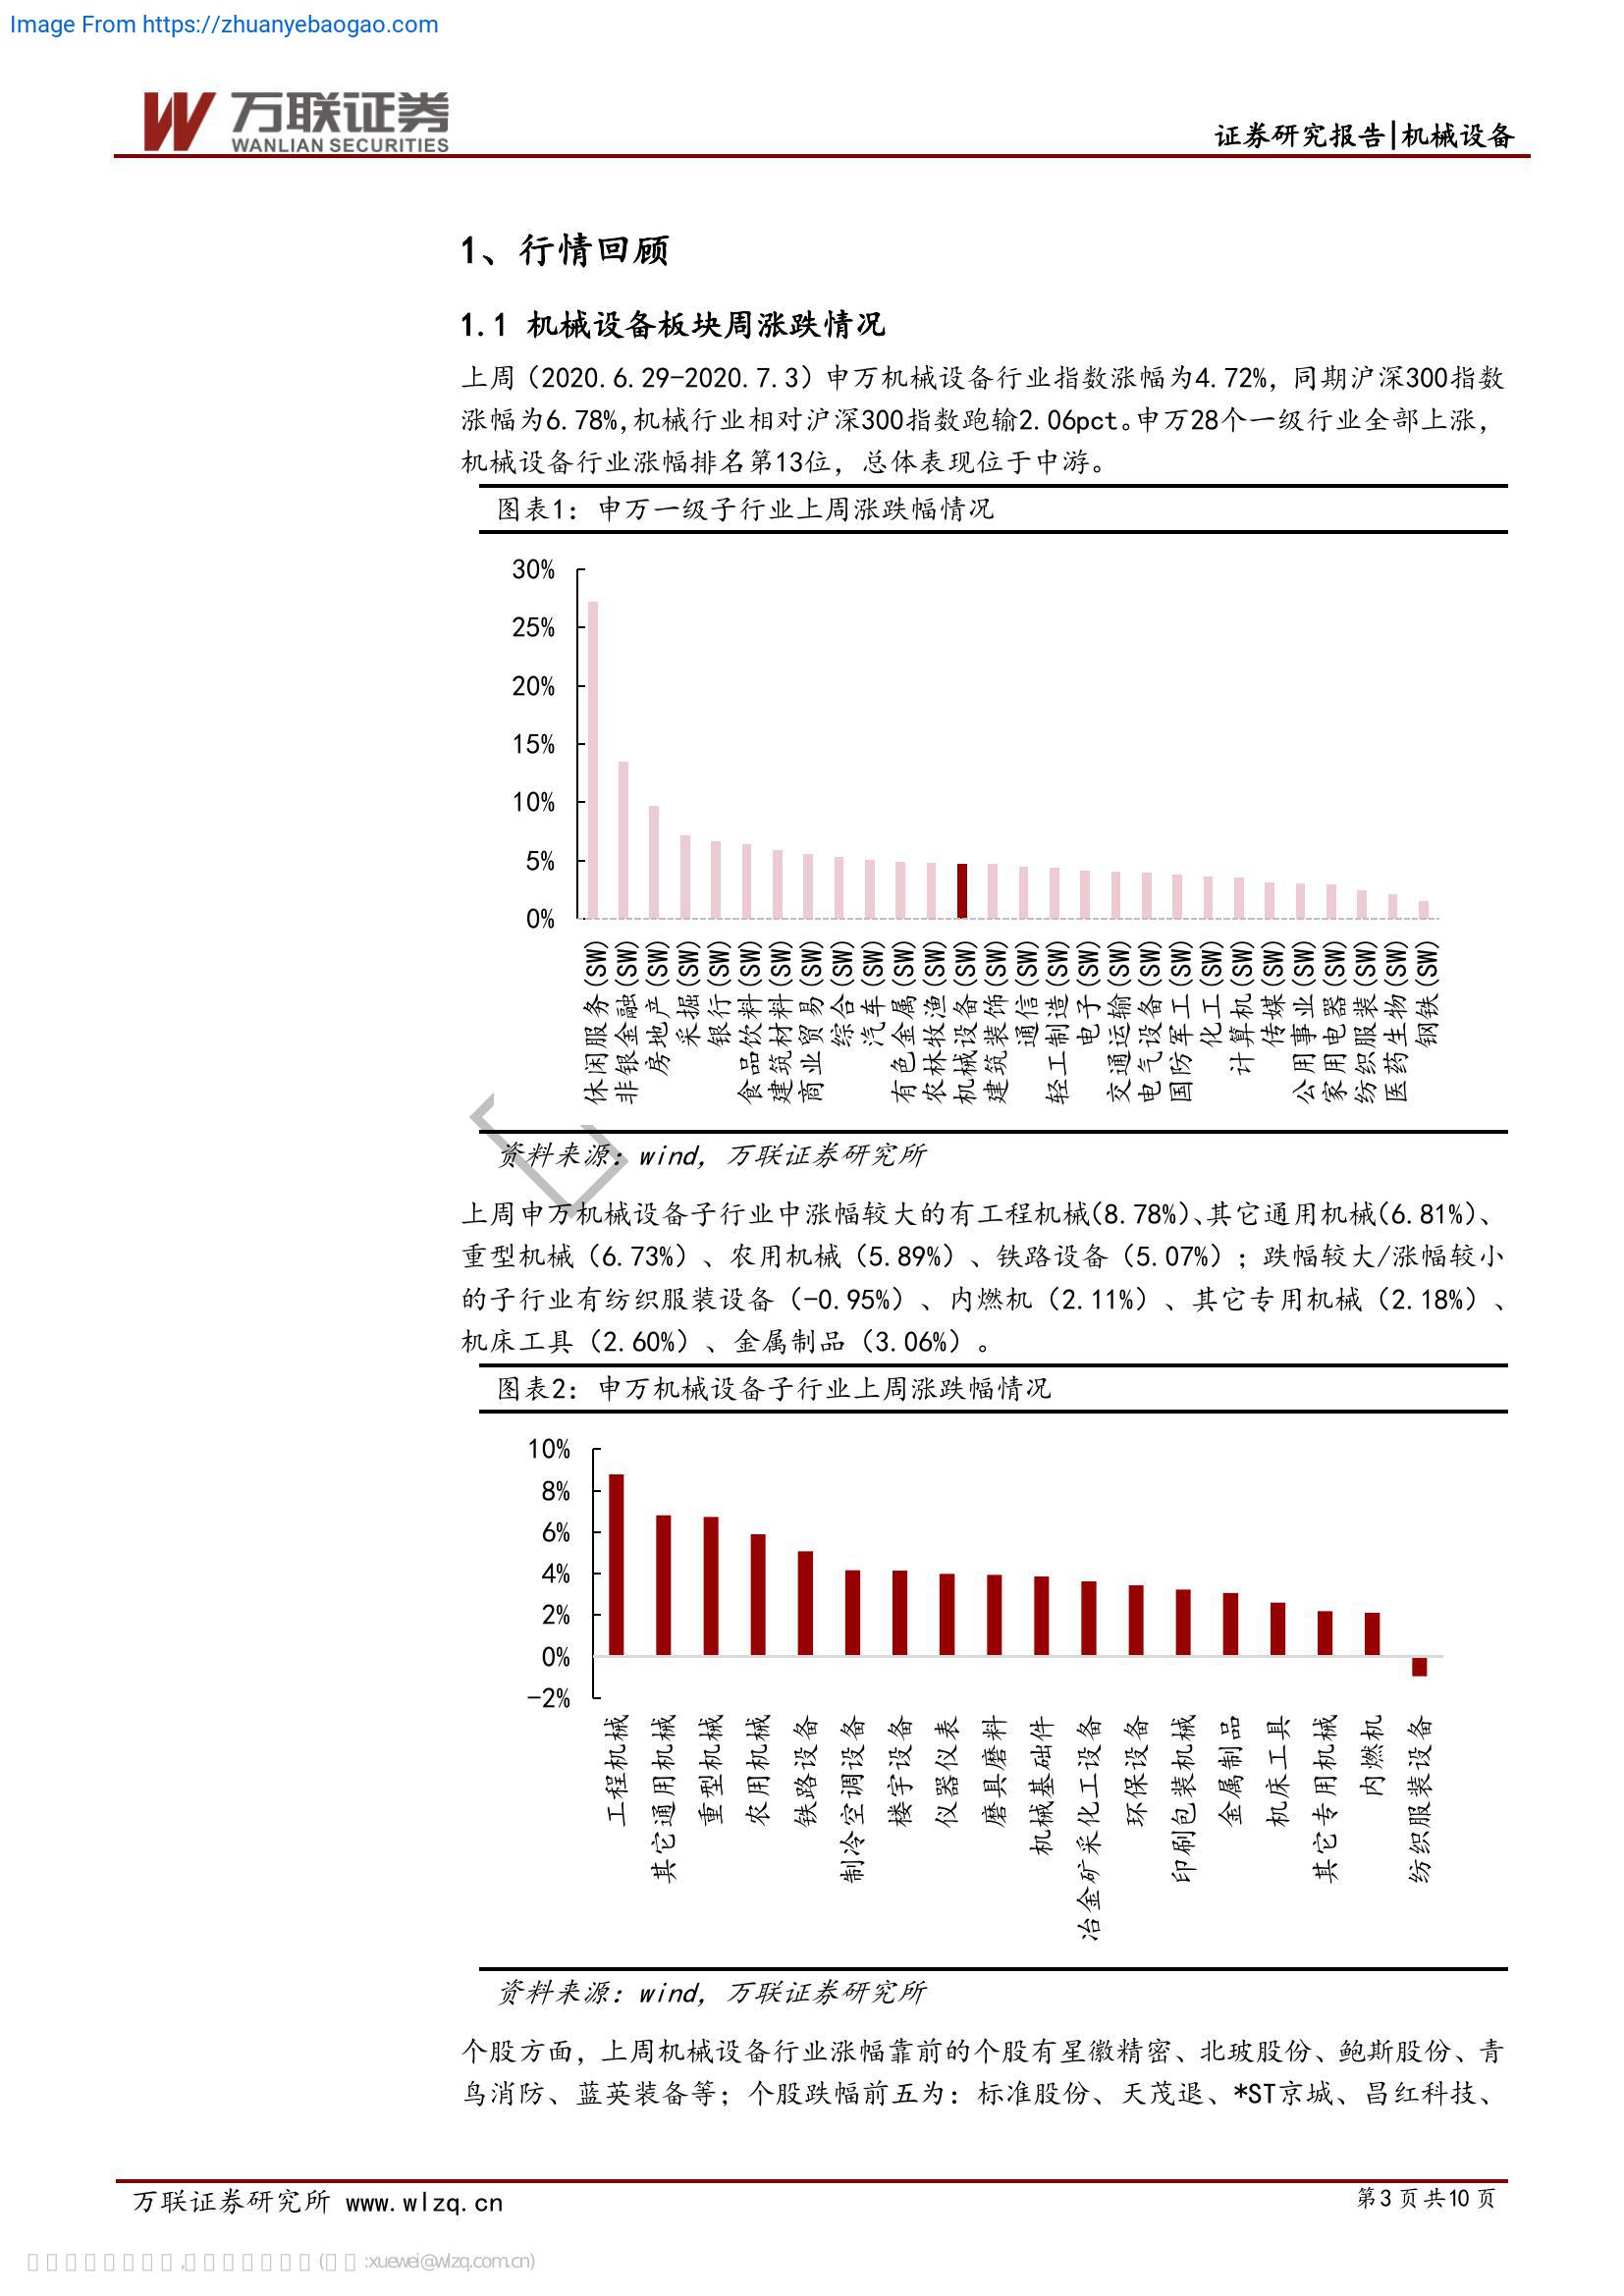 Image From https://zhuanyebaogao.com
万联证券
WANLIAN SECURITIES
证券研究报告|机械设备
1、行情回顾
1.1 机械设备板块周涨跌情况
上周（2020.6.29-2020.7.3）申万机械设备行业指数涨幅为4.72%，同期沪深300指数
涨幅为6.78%,机械行业相对沪深300指数跑输2.06pct。申万28个一级行业全部上涨，
机械设备行业涨幅排名第13位，总体表现位于中游。
图表1：申万一级子行业上周涨跌幅情况
30%
25%
20%
15%
10%
5%
0%
休闲服务(SW)
非银金融(SW)
房地产(SW)
采掘(SW)
银行(SW)
食品饮料(SW)
建筑材料(SW)
商业贸易(SW)
综合(SW)
汽车(SW)
有色金属(SW)
农林牧渔(SW)
机械设备(SW)
建筑装饰(SW)
通信(SW)
轻工制造(SW)
电子(SW)
交通运输(SW)
电气设备(SW)
国防军工(SW)
化工(SW)
计算机(SW)
传媒(SW)
公用事业(SW)
家用电器(SW)
纺织服装(SW)
医药生物(SW)
钢铁(SW)
资料来源：wind, 万联证券研究所
上周申万机械设备子行业中涨幅较大的有工程机械(8.78%)、其它通用机械(6.81%)、
重型机械（6.73%）、农用机械（5.89%）、铁路设备（5.07%）；跌幅较大/涨幅较小
的子行业有纺织服装设备（-0.95%）、内燃机（2.11%）、其它专用机械（2.18%）、
机床工具（2.60%）、金属制品（3.06%）。
图表2：申万机械设备子行业上周涨跌幅情况
10%
8%
6%
4%
2%
0%
-2%
工程机械
其它通用机械
重型机械
农用机械
铁路设备
制冷空调设备
楼宇设备
仪器仪表
磨具磨料
机械基础件
冶金矿采化工设备
环保设备
印刷包装机械
金属制品
机床工具
其它专用机械
内燃机
纺织服装设备
资料来源：wind, 万联证券研究所
个股方面，上周机械设备行业涨幅靠前的个股有星徽精密、北玻股份、鲍斯股份、青
鸟消防、蓝英装备等；个股跌幅前五为：标准股份、天茂退、*ST京城、昌红科技、
万联证券研究所 www.wlzq.cn
第3页共10页
:xuewei@wlzq.com.cn)